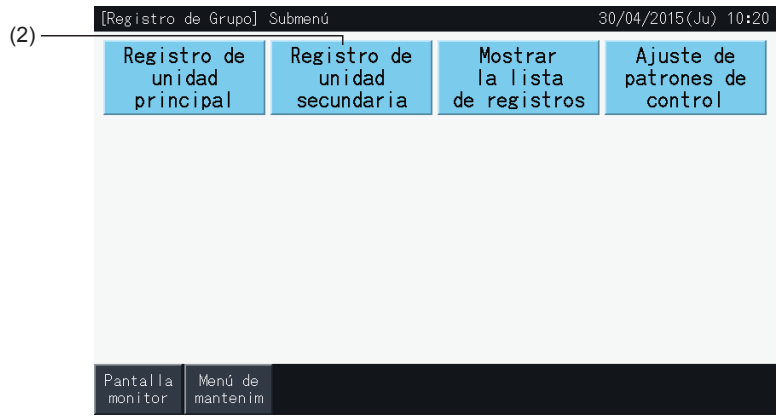 [Registro de Grupo] Submenú 30/04/2015(Ju) 10:20
(2)
Registro de
unidad
principal
Registro de
unidad
secundaria
Mostrar
la lista
de registros
Ajuste de
patrones de
control
Pantalla
monitor
Menú de
mantenim